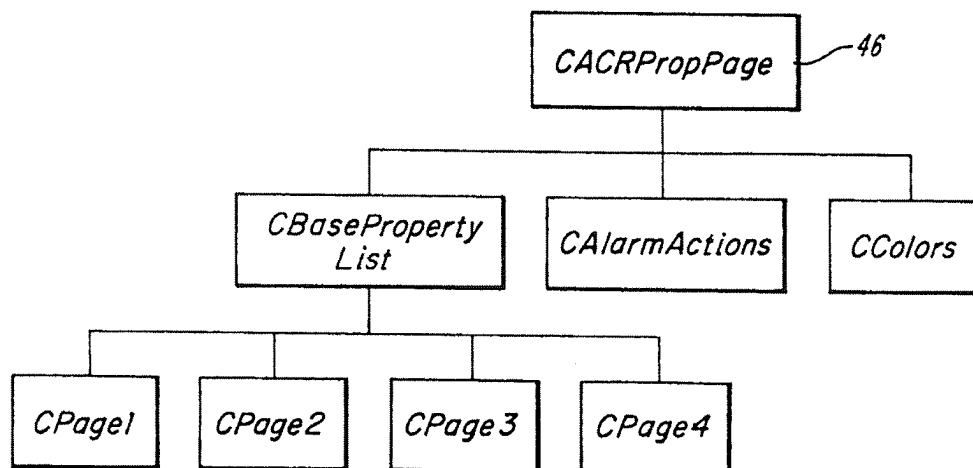 CACRPropPage
46
CBaseProperty
List
CAlarmActions
CColors
CPage1
CPage2
CPage3
CPage4